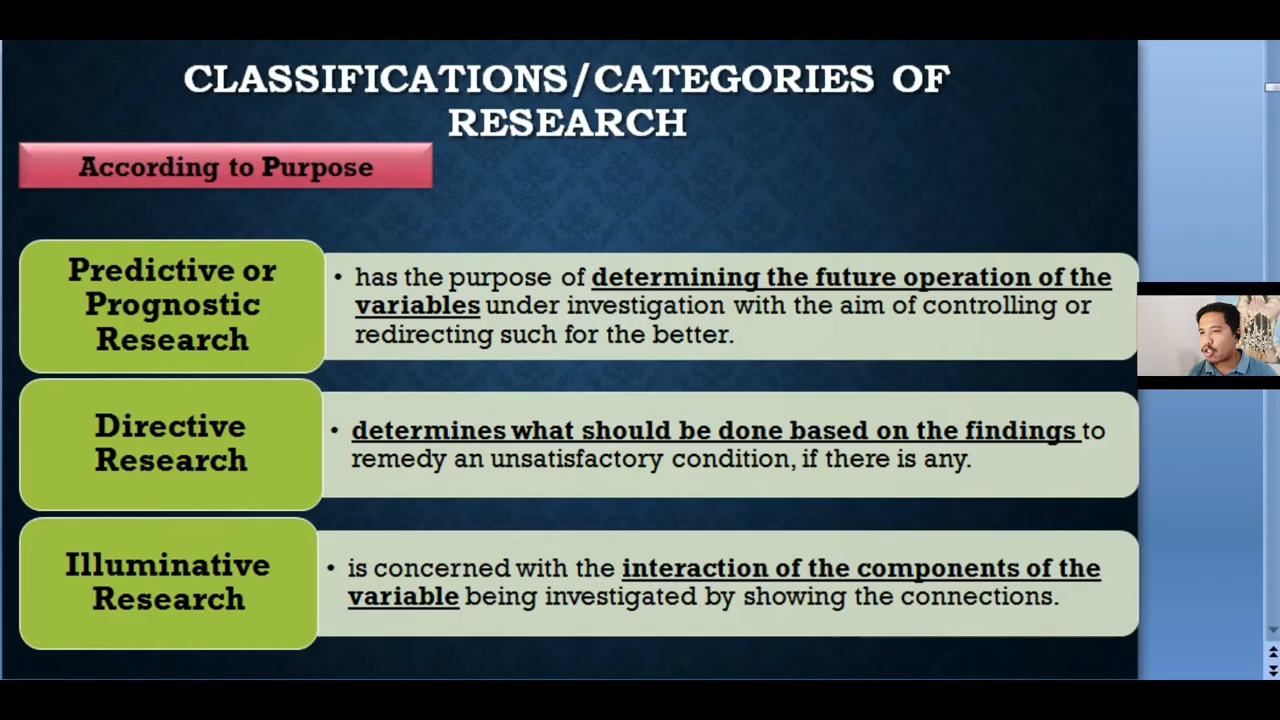 CLASSIFICATIONS/CATEGORIES OF
RESEARCH
According to Purpose
Predictive or
Prognostic
Research
• has the purpose of determining the future operation of the
variables under investigation with the aim of controlling or
redirecting such for the better.
Directive
Research
• determines what should be done based on the findings to
remedy an unsatisfactory condition, if there is any.
Illuminative
Research
• is concerned with the interaction of the components of the
variable being investigated by showing the connections.